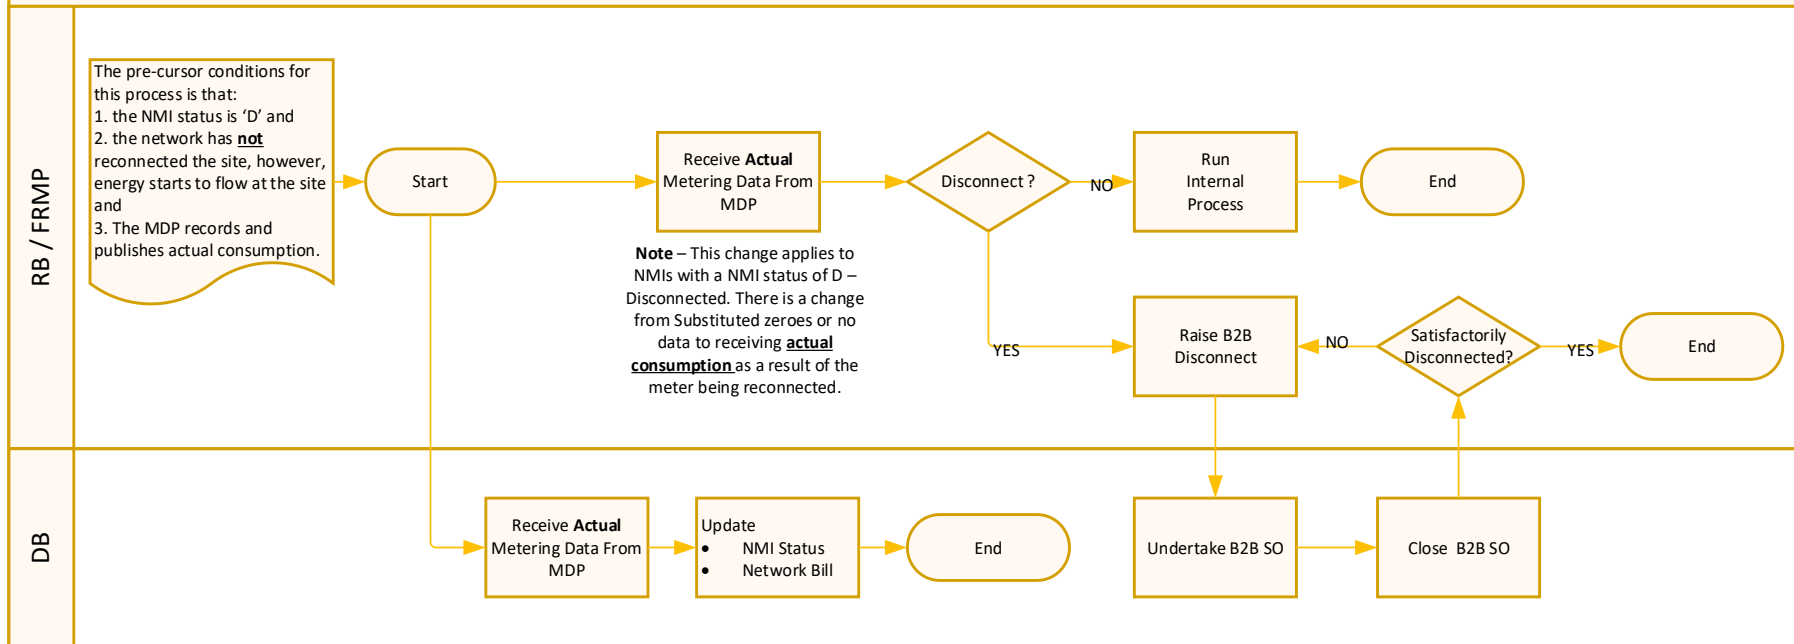 RB / FRMP
The pre-cursor conditions for
this process is that:
1. the NMI status is ‘D’ and
2. the network has not
reconnected the site, however,
energy starts to flow at the site
and
3. The MDP records and
publishes actual consumption.
Start
Receive Actual
Metering Data From
MDP
Disconnect ?
NO
Run
Internal
Process
End
Note – This change applies to
NMIs with a NMI status of D –
Disconnected. There is a change
from Substituted zeroes or no
data to receiving actual
consumption as a result of the
meter being reconnected.
YES
Raise B2B
Disconnect
NO
Satisfactorily
Disconnected?
YES
End
DB
Receive Actual
Metering Data From
MDP
Update
• NMI Status
• Network Bill
End
Undertake B2B SO
Close B2B SO